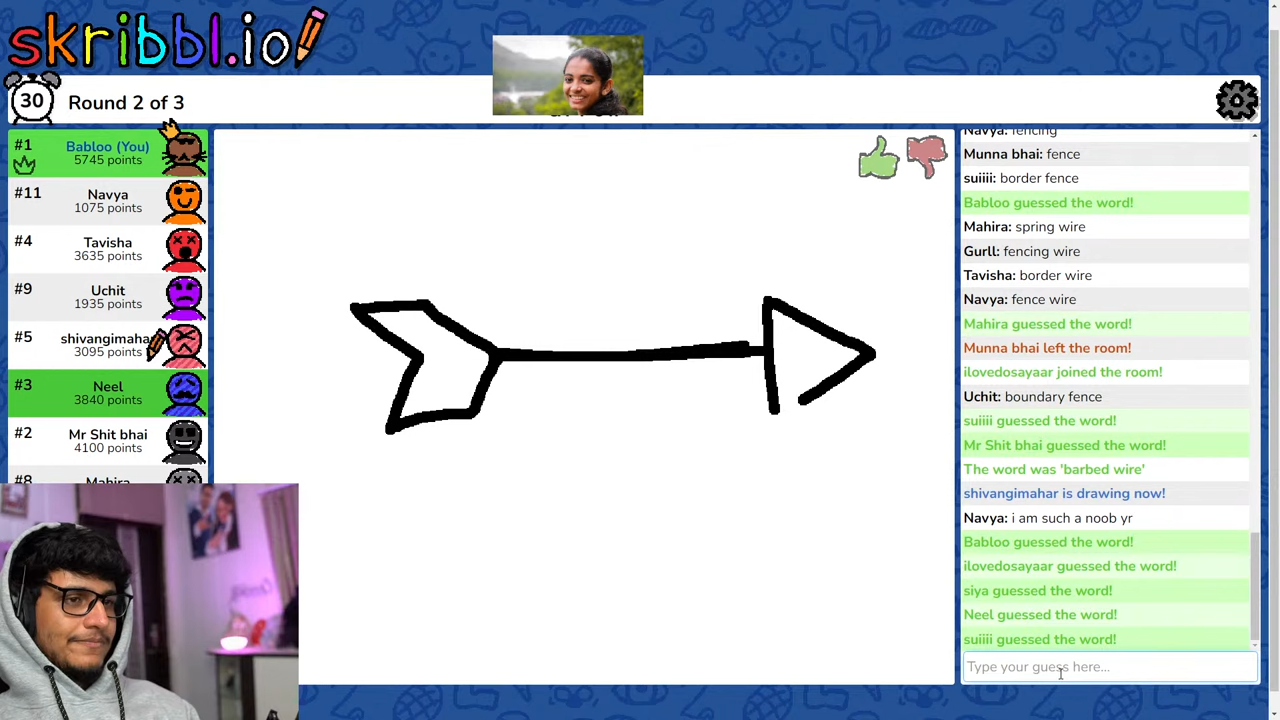 skribbl.io
30
Round 2 of 3
#1
Babloo (You)
5745 points
#11
Navya
1075 points
#4
Tavisha
3635 points
#9
Uchit
1935 points
#5
shivangimahar
3095 points
#3
Neel
3840 points
#2
Mr Shit bhai
4100 points
#8
Mahira
Navya: fencing
Munna bhai: fence
suiiii: border fence
Babloo guessed the word!
Mahira: spring wire
Gurll: fencing wire
Tavisha: border wire
Navya: fence wire
Mahira guessed the word!
Munna bhai left the room!
ilovedosayaar joined the room!
Uchit: boundary fence
suiiii guessed the word!
Mr Shit bhai guessed the word!
The word was 'barbed wire'
shivangimahar is drawing now!
Navya: i am such a noob yr
Babloo guessed the word!
ilovedosayaar guessed the word!
siya guessed the word!
Neel guessed the word!
suiiii guessed the word!
Type your guess here...